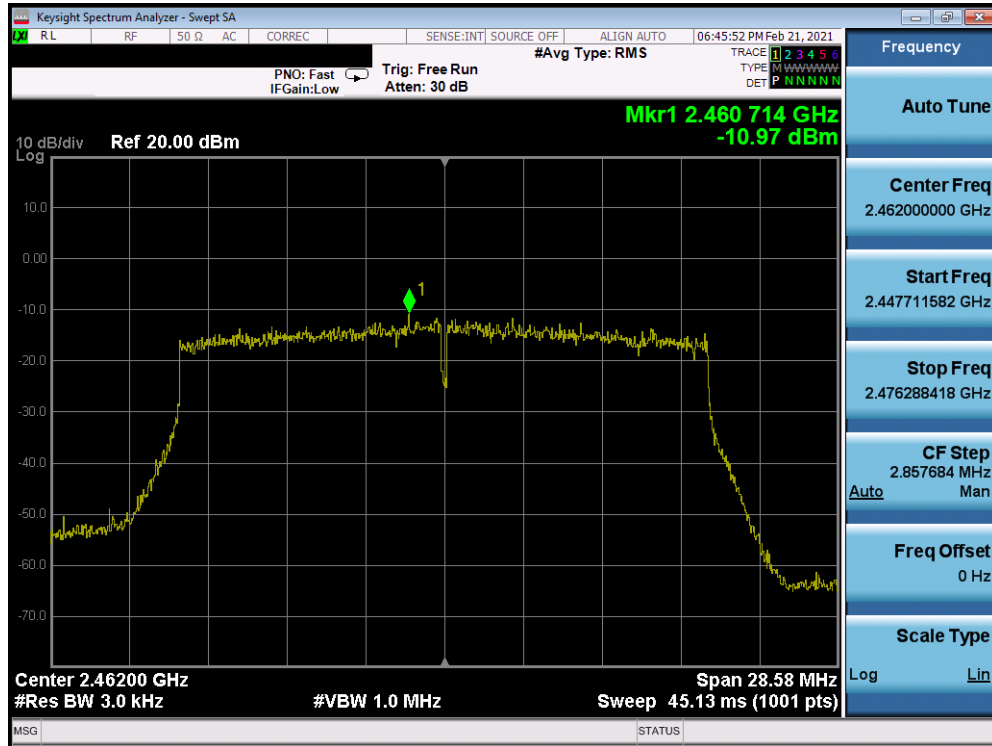 Keysight Spectrum Analyzer - Swept SA
LXI RL RF 50 Ω AC CORREC SENSE:INT SOURCE OFF ALIGN AUTO 06:45:52 PM Feb 21, 2021
#Avg Type: RMS
TRACE 1 2 3 4 5 6
TYPE M W W W W W
DET P N N N N N
PNO: Fast
IFGain:Low
Trig: Free Run
Atten: 30 dB
Mkr1 2.460 714 GHz
-10.97 dBm
10 dB/div
Log
Ref 20.00 dBm
10.0
0.00
-10.0
-20.0
-30.0
-40.0
-50.0
-60.0
-70.0
1
Center 2.46200 GHz
Span 28.58 MHz
#Res BW 3.0 kHz
#VBW 1.0 MHz
Sweep 45.13 ms (1001 pts)
MSG
STATUS
Frequency
Auto Tune
Center Freq
2.462000000 GHz
Start Freq
2.447711582 GHz
Stop Freq
2.476288418 GHz
CF Step
2.857684 MHz
Auto Man
Freq Offset
0 Hz
Scale Type
Log Lin